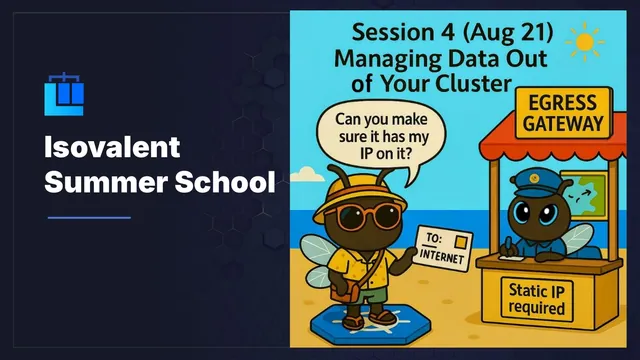 Isovalent
Summer School
Session 4 (Aug 21)
Managing Data Out
of Your Cluster
EGRESS
GATEWAY
Can you make
sure it has my
IP on it?
TO:
INTERNET
Static IP
required